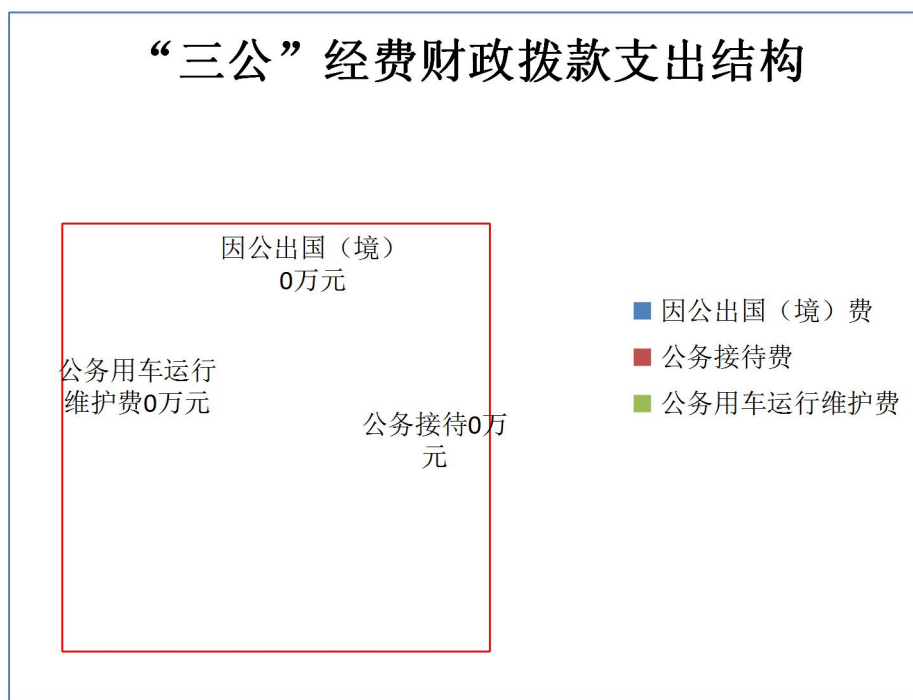 “三公”经费财政拨款支出结构
因公出国（境）
0万元
公务用车运行
维护费0万元
公务接待0万
元
因公出国（境）费
公务接待费
公务用车运行维护费